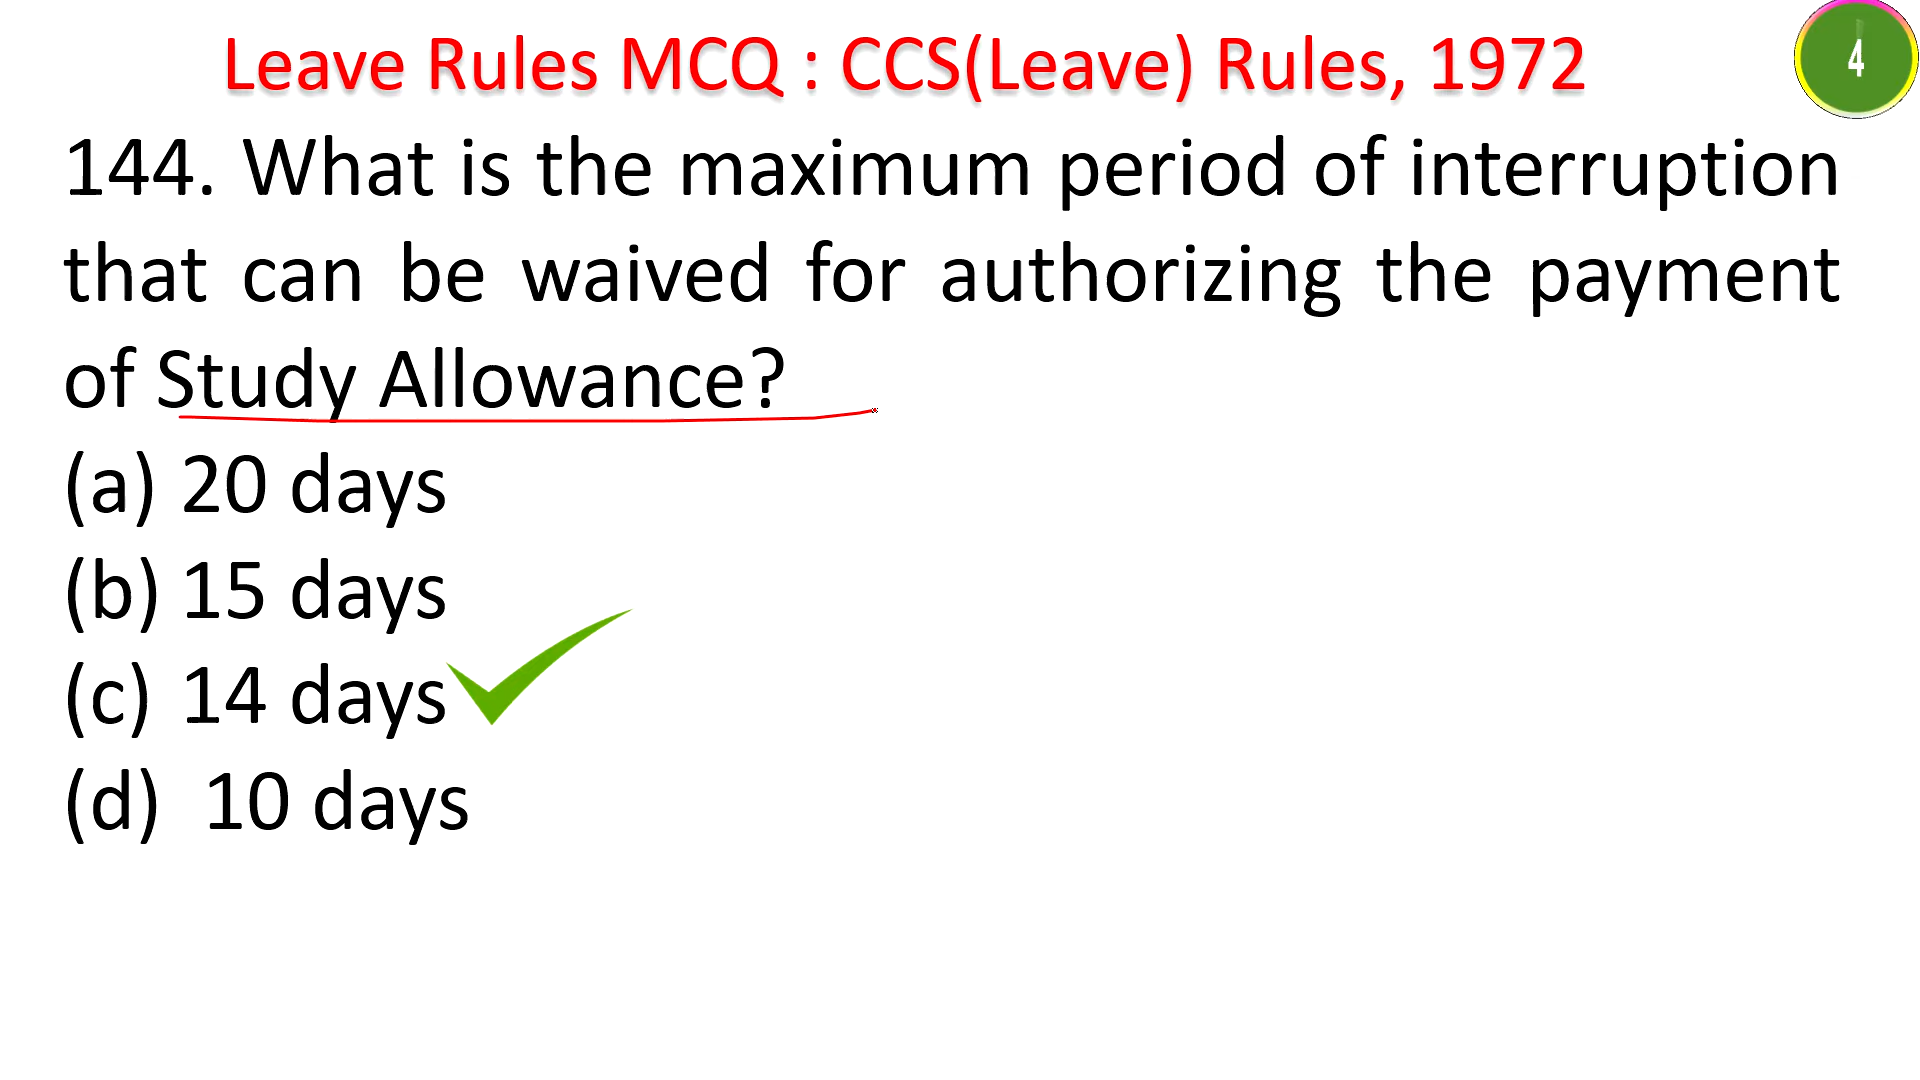 Leave Rules MCQ : CCS(Leave) Rules, 1972
4
144. What is the maximum period of interruption
that can be waived for authorizing the payment
of Study Allowance?
(a) 20 days
(b) 15 days
(c) 14 days
(d) 10 days